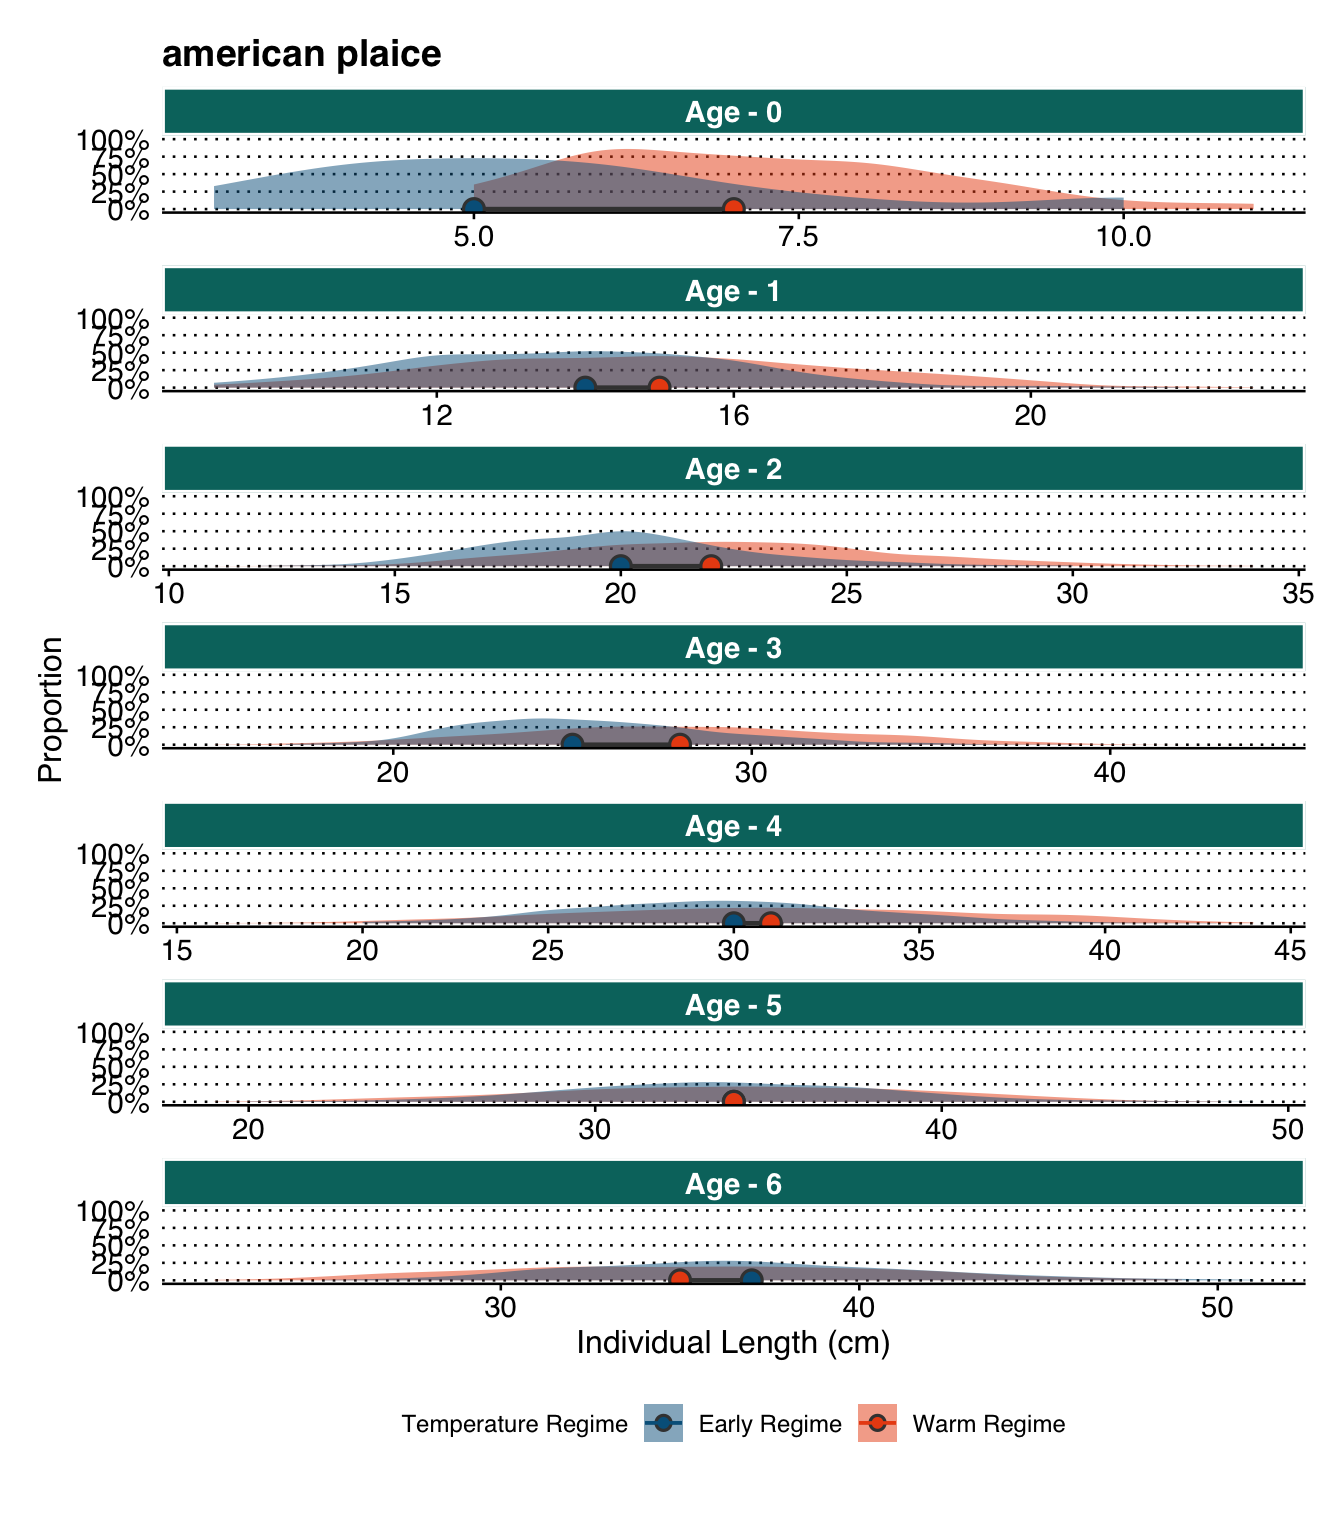 american plaice
Age - 0
100%
75%
50%
25%
0%
5.0 7.5 10.0
Age - 1
100%
75%
50%
25%
0%
12 16 20
Age - 2
100%
75%
50%
25%
0%
10 15 20 25 30 35
Proportion
Age - 3
100%
75%
50%
25%
0%
20 30 40
Age - 4
100%
75%
50%
25%
0%
15 20 25 30 35 40 45
Age - 5
100%
75%
50%
25%
0%
20 30 40 50
Age - 6
100%
75%
50%
25%
0%
30 40 50
Individual Length (cm)
Temperature Regime Early Regime Warm Regime